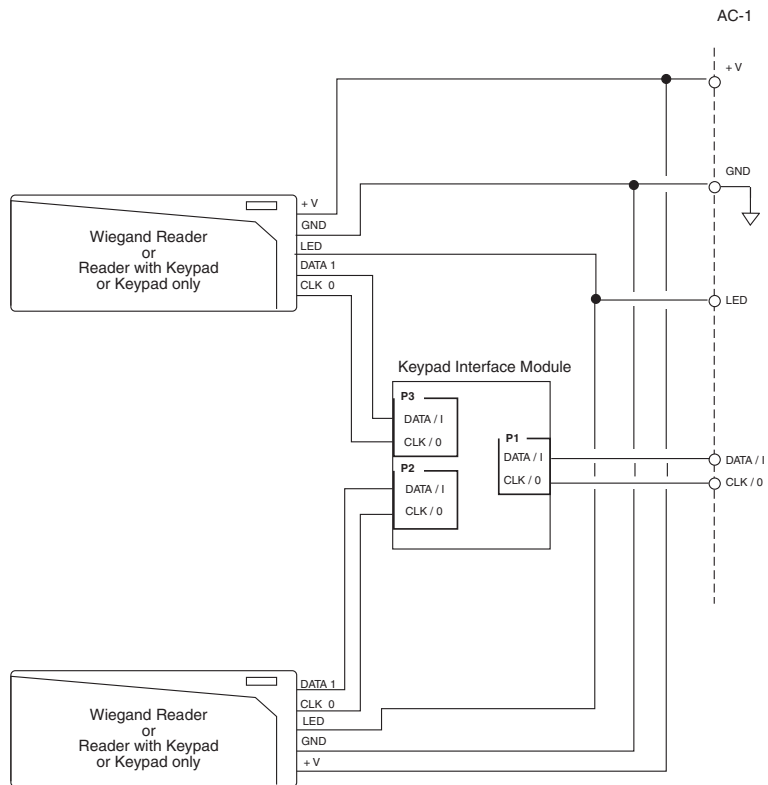 AC-1
+ V
GND
LED
DATA / I
CLK / 0
+ V
GND
LED
DATA 1
CLK 0
Wiegand Reader
or
Reader with Keypad
or Keypad only
Keypad Interface Module
P3
DATA / I
CLK / 0
P2
DATA / I
CLK / 0
P1
DATA / I
CLK / 0
DATA 1
CLK 0
LED
GND
+ V
Wiegand Reader
or
Reader with Keypad
or Keypad only